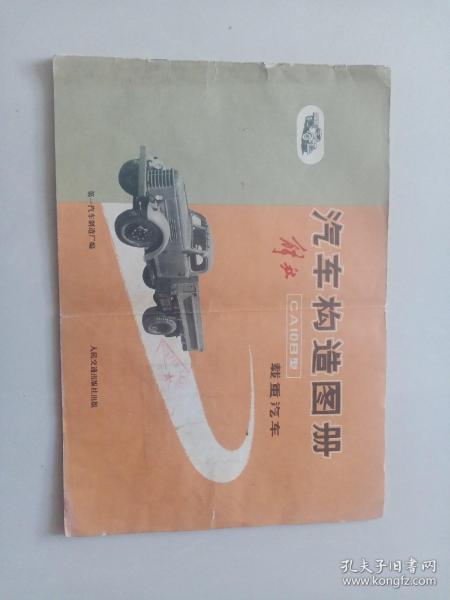 汽车构造图册
解放
CA10B型
载重汽车
第一汽车制造厂编
人民交通出版社出版
孔夫子旧书网
www.kongfz.com